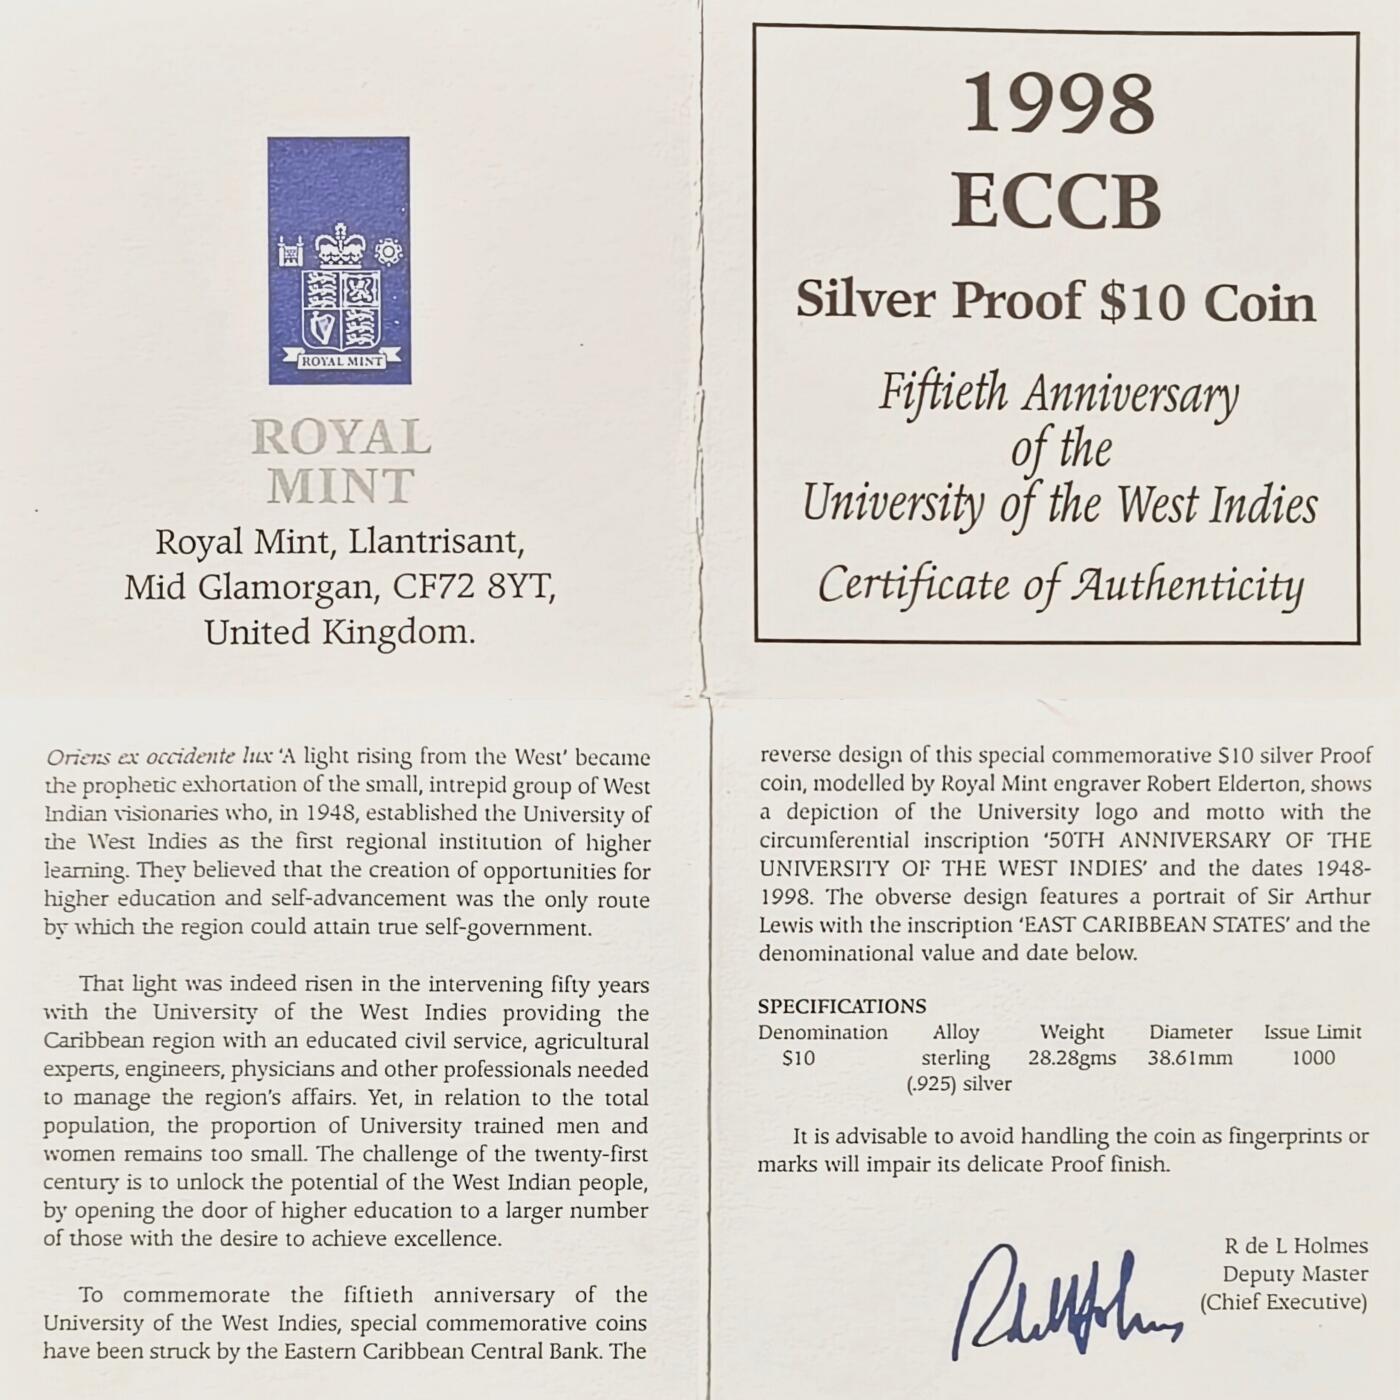 ROYAL MINT
ROYAL
MINT
Royal Mint, Llantrisant,
Mid Glamorgan, CF72 8YT,
United Kingdom.
1998
ECCB
Silver Proof $10 Coin
Fiftieth Anniversary
of the
University of the West Indies
Certificate of Authenticity
Oriens ex occidente lux ‘A light rising from the West’ became
the prophetic exhortation of the small, intrepid group of West
Indian visionaries who, in 1948, established the University of
the West Indies as the first regional institution of higher
learning. They believed that the creation of opportunities for
higher education and self-advancement was the only route
by which the region could attain true self-government.
That light was indeed risen in the intervening fifty years
with the University of the West Indies providing the
Caribbean region with an educated civil service, agricultural
experts, engineers, physicians and other professionals needed
to manage the region’s affairs. Yet, in relation to the total
population, the proportion of University trained men and
women remains too small. The challenge of the twenty-first
century is to unlock the potential of the West Indian people,
by opening the door of higher education to a larger number
of those with the desire to achieve excellence.
To commemorate the fiftieth anniversary of the
University of the West Indies, special commemorative coins
have been struck by the Eastern Caribbean Central Bank. The
reverse design of this special commemorative $10 silver Proof
coin, modelled by Royal Mint engraver Robert Elderton, shows
a depiction of the University logo and motto with the
circumferential inscription ‘50TH ANNIVERSARY OF THE
UNIVERSITY OF THE WEST INDIES’ and the dates 1948-
1998. The obverse design features a portrait of Sir Arthur
Lewis with the inscription ‘EAST CARIBBEAN STATES’ and the
denominational value and date below.
SPECIFICATIONS
Denomination Alloy Weight Diameter Issue Limit
$10 sterling 28.28gms 38.61mm 1000
(.925) silver
It is advisable to avoid handling the coin as fingerprints or
marks will impair its delicate Proof finish.
R de L Holmes
Deputy Master
(Chief Executive)